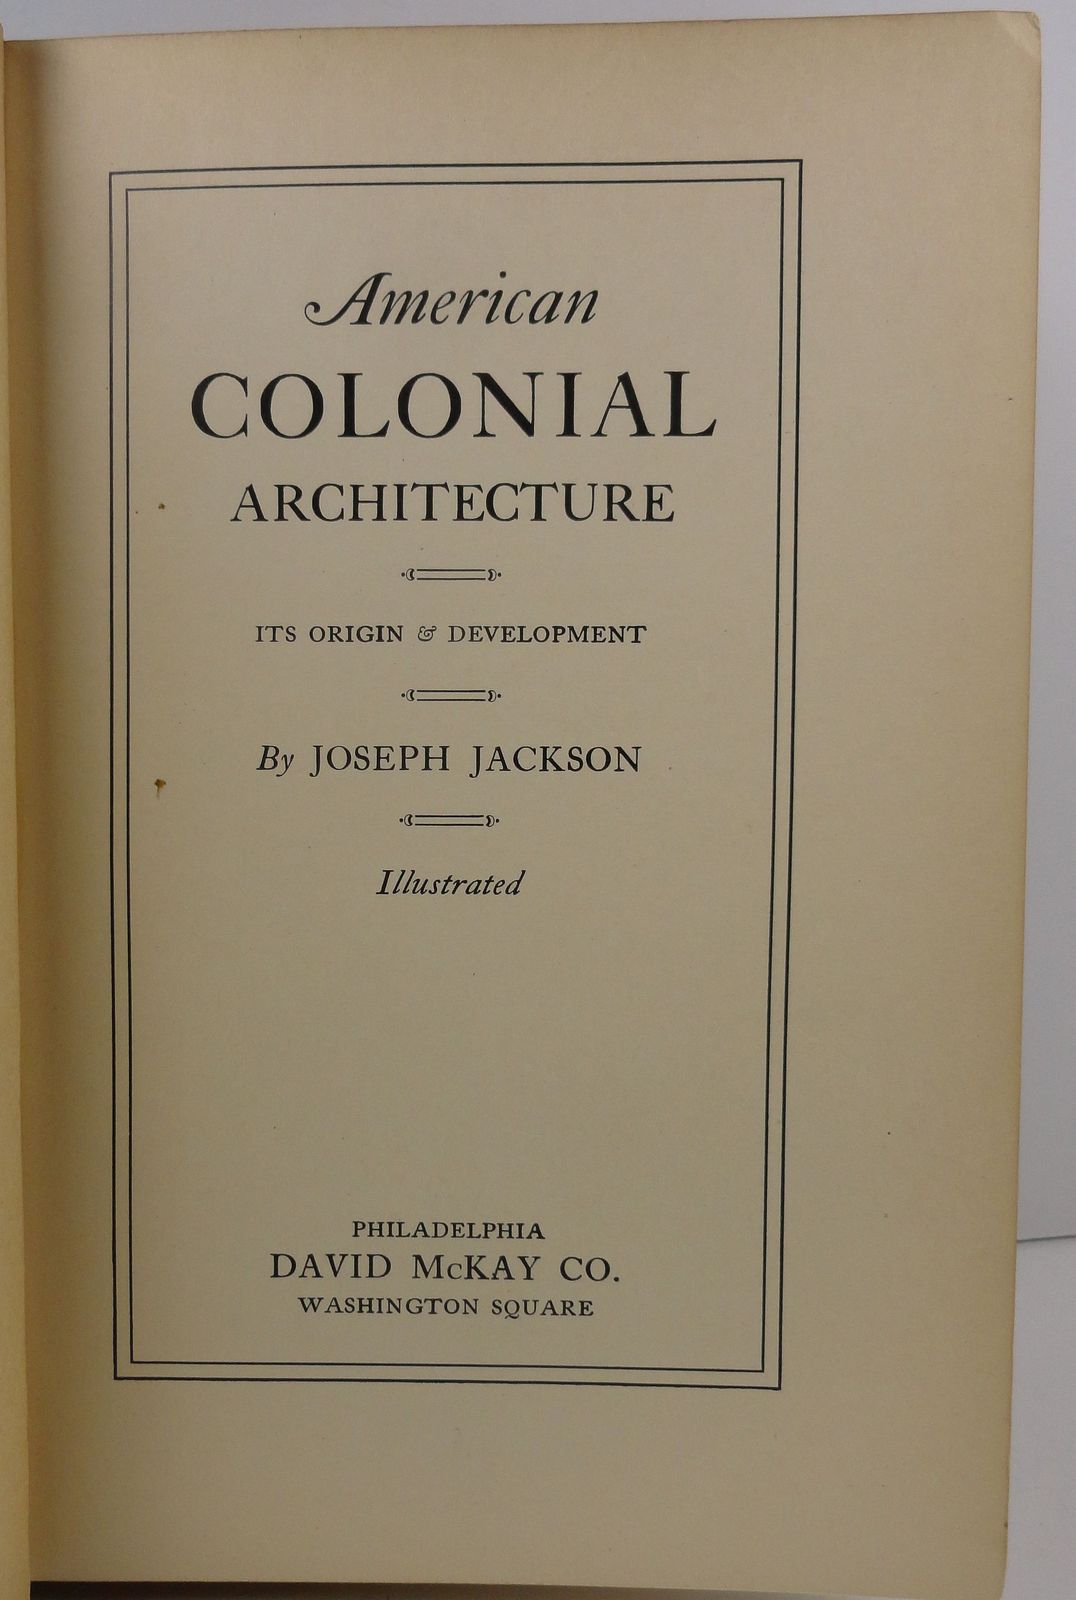 American
COLONIAL
ARCHITECTURE
ITS ORIGIN & DEVELOPMENT
By JOSEPH JACKSON
Illustrated
PHILADELPHIA
DAVID McKAY CO.
WASHINGTON SQUARE